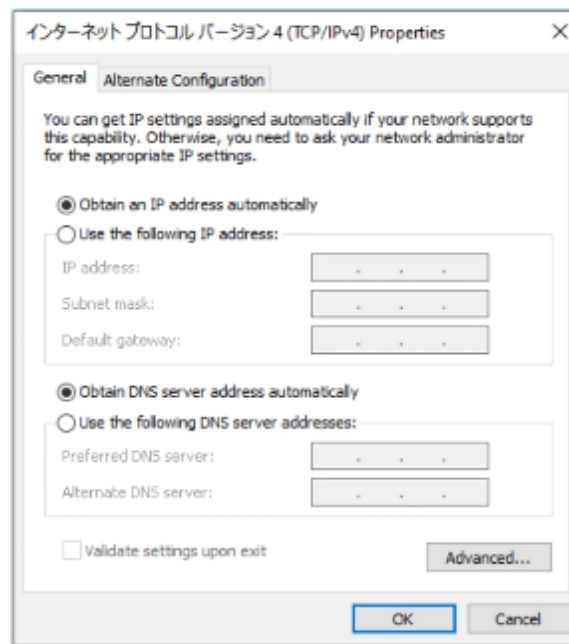 インターネット プロトコル バージョン 4 (TCP/IPv4) Properties
General
Alternate Configuration
You can get IP settings assigned automatically if your network supports
this capability. Otherwise, you need to ask your network administrator
for the appropriate IP settings.
Obtain an IP address automatically
Use the following IP address:
IP address:
Subnet mask:
Default gateway:
Obtain DNS server address automatically
Use the following DNS server addresses:
Preferred DNS server:
Alternate DNS server:
Validate settings upon exit
Advanced...
OK
Cancel